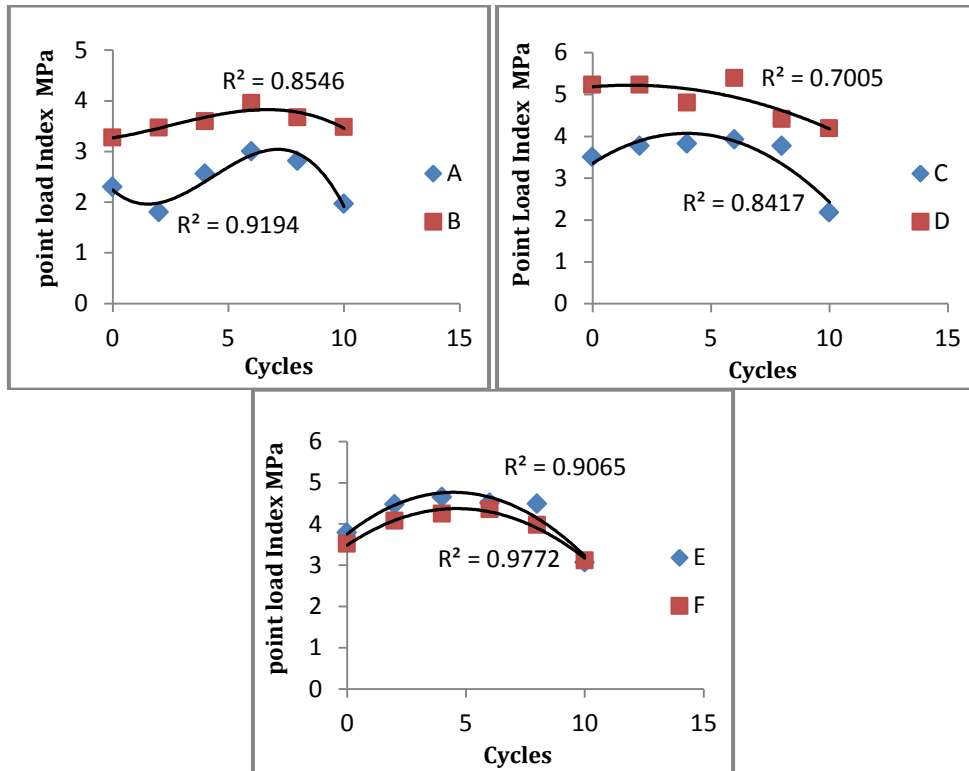 point load Index MPa
5
4
3
2
1
0
R² = 0.8546
R² = 0.9194
A
B
0
5
10
15
Cycles
Point Load Index MPa
6
5
4
3
2
1
0
R² = 0.7005
R² = 0.8417
C
D
0
5
10
15
Cycles
point load Index MPa
6
5
4
3
2
1
0
R² = 0.9065
R² = 0.9772
E
F
0
5
10
15
Cycles